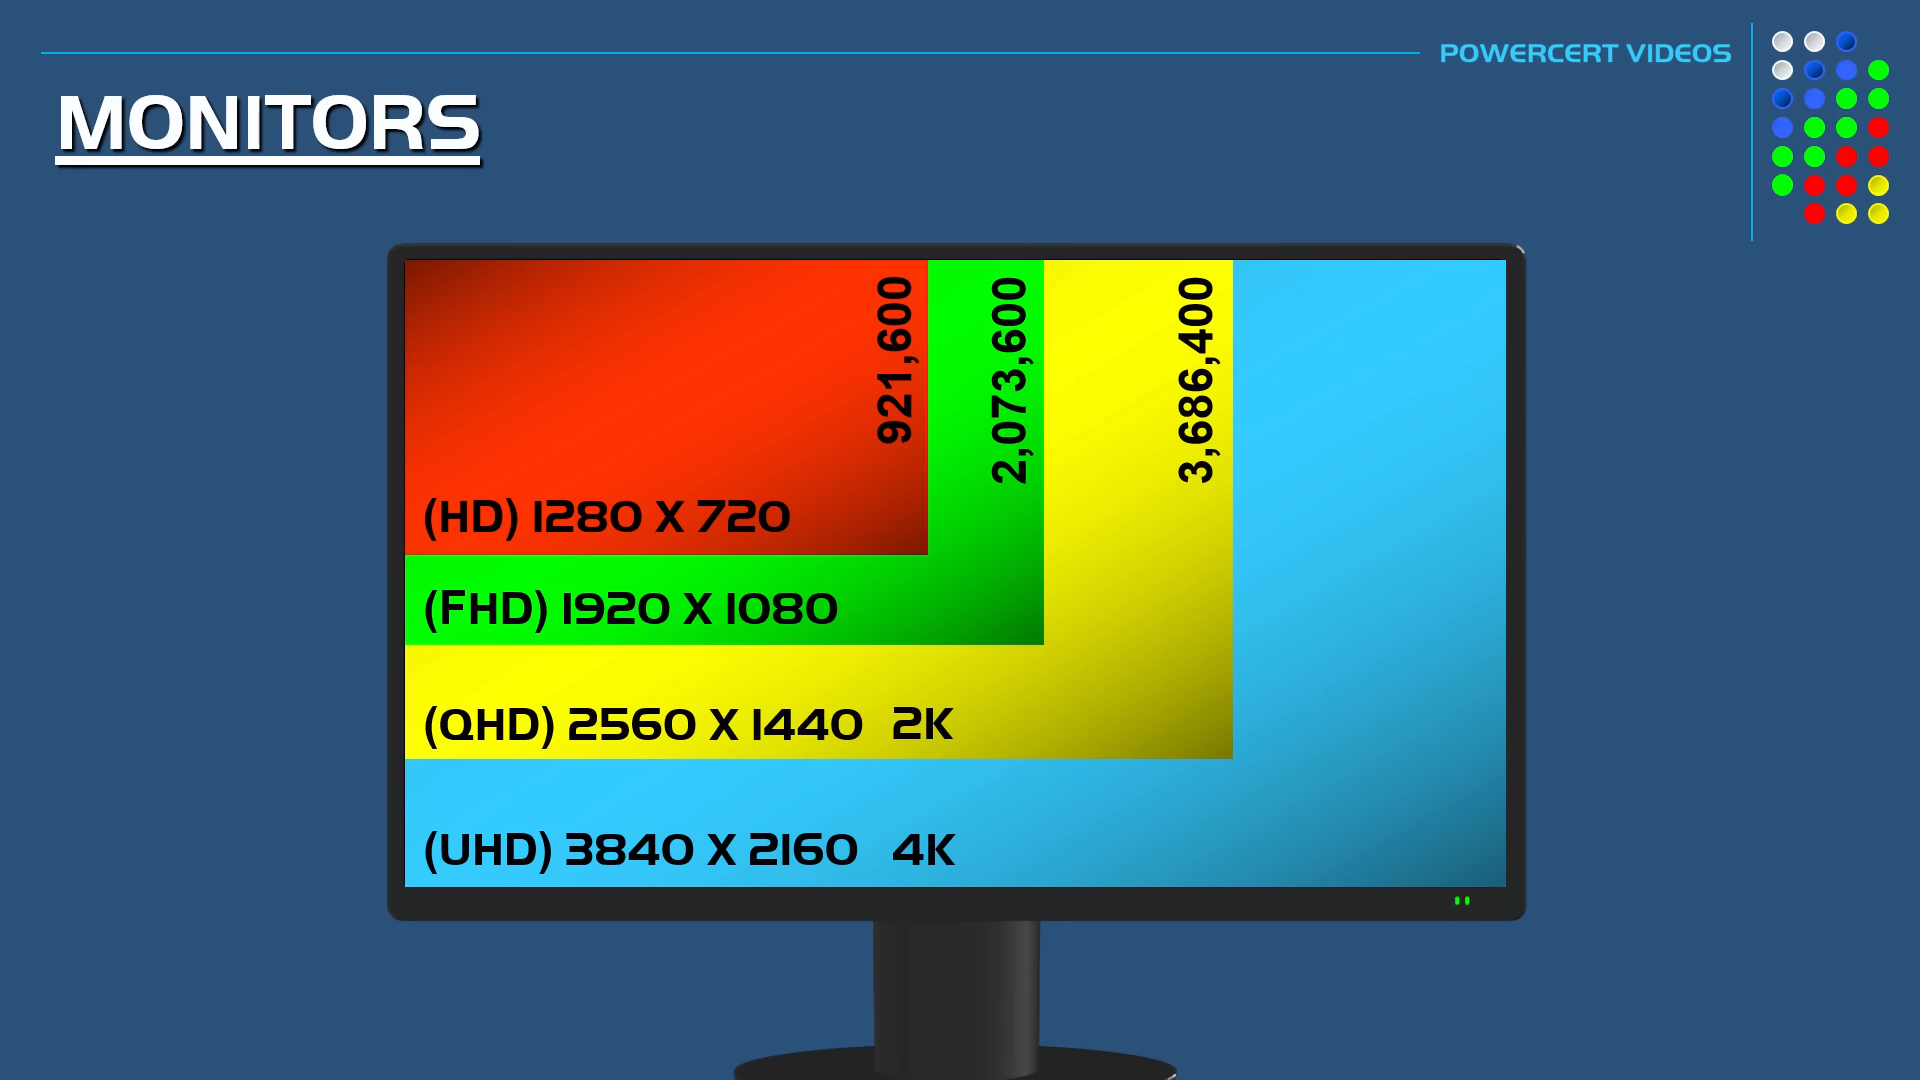 POWERCERT VIDEOS
MONITORS
921,600
2,073,600
3,686,400
(HD) 1280 X 720
(FHD) 1920 X 1080
(QHD) 2560 X 1440 2K
(UHD) 3840 X 2160 4K